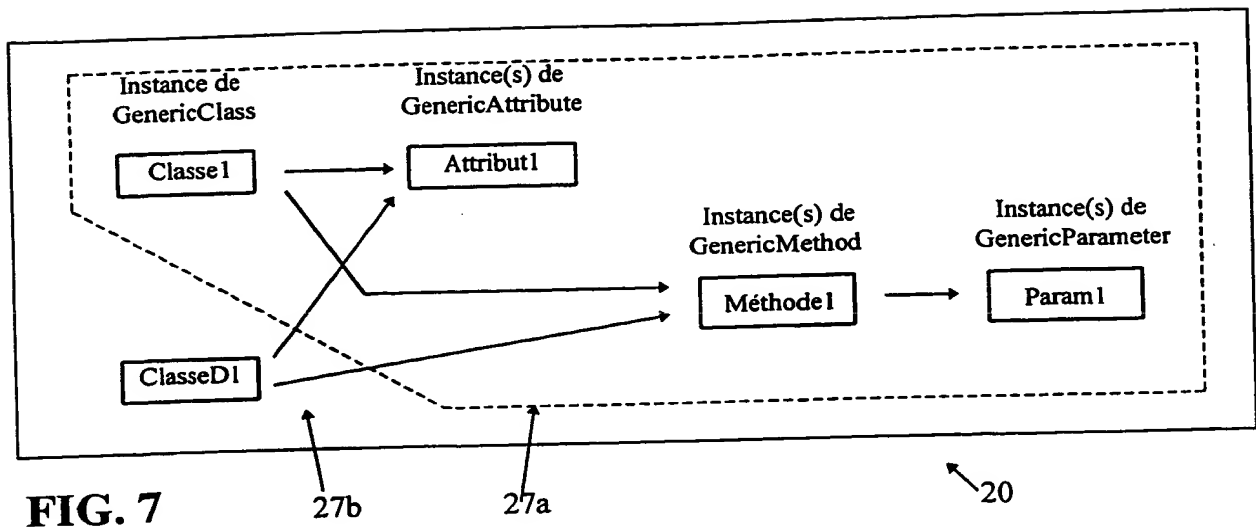 Instance de
GenericClass
Instance(s) de
GenericAttribute
Classe1
Attribut1
Instance(s) de
GenericMethod
Instance(s) de
GenericParameter
Méthode1
Param1
ClasseD1
FIG. 7
27b
27a
20